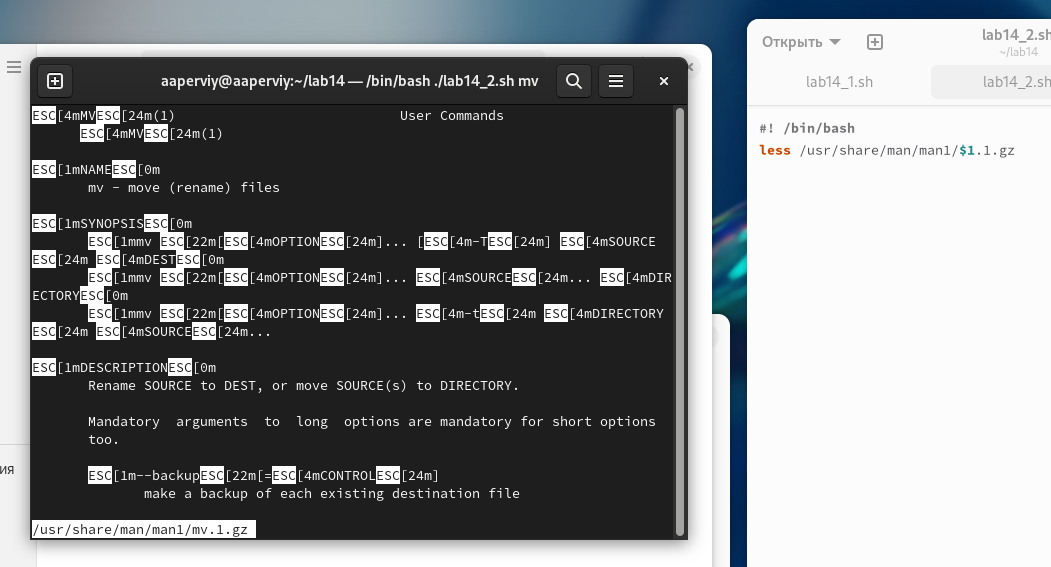 aaperviy@aaperviy:~/lab14 — /bin/bash ./lab14_2.sh mv
ESC[4mMVESC[24m(1) User Commands
ESC[4mMVESC[24m(1)
ESC[1mNAMEESC[0m
mv - move (rename) files
ESC[1mSYNOPSISESC[0m
ESC[1mmv ESC[22m[ESC[4mOPTIONESC[24m]... [ESC[4m-TESC[24m] ESC[4mSOURCE
ESC[24m ESC[4mDESTESC[0m
ESC[1mmv ESC[22m[ESC[4mOPTIONESC[24m]... ESC[4mSOURCEESC[24m... ESC[4mDIR
ECTORYESC[0m
ESC[1mmv ESC[22m[ESC[4mOPTIONESC[24m]... ESC[4m-tESC[24m ESC[4mDIRECTORY
ESC[24m ESC[4mSOURCEESC[24m...
ESC[1mDESCRIPTIONESC[0m
Rename SOURCE to DEST, or move SOURCE(s) to DIRECTORY.
Mandatory arguments to long options are mandatory for short options
too.
ESC[1m--backupESC[22m[=ESC[4mCONTROLESC[24m]
make a backup of each existing destination file
/usr/share/man/man1/mv.1.gz
ия
Открыть
lab14_2.sh
~/lab14
lab14_1.sh lab14_2.sh
#! /bin/bash
less /usr/share/man/man1/$1.1.gz